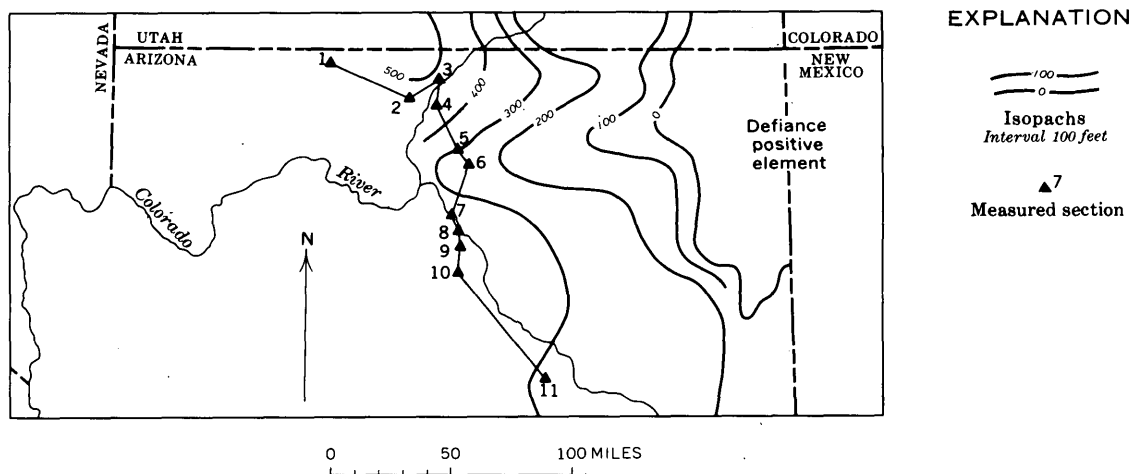 EXPLANATION
100
0
Isopachs
Interval 100 feet
7
Measured section
NEVADA
UTAH
ARIZONA
COLORADO
NEW
MEXICO
1
2
3
4
5
6
7
8
9
10
11
500
400
300
200
100
0
Defiance
positive
element
Colorado
River
N
0 50 100 MILES